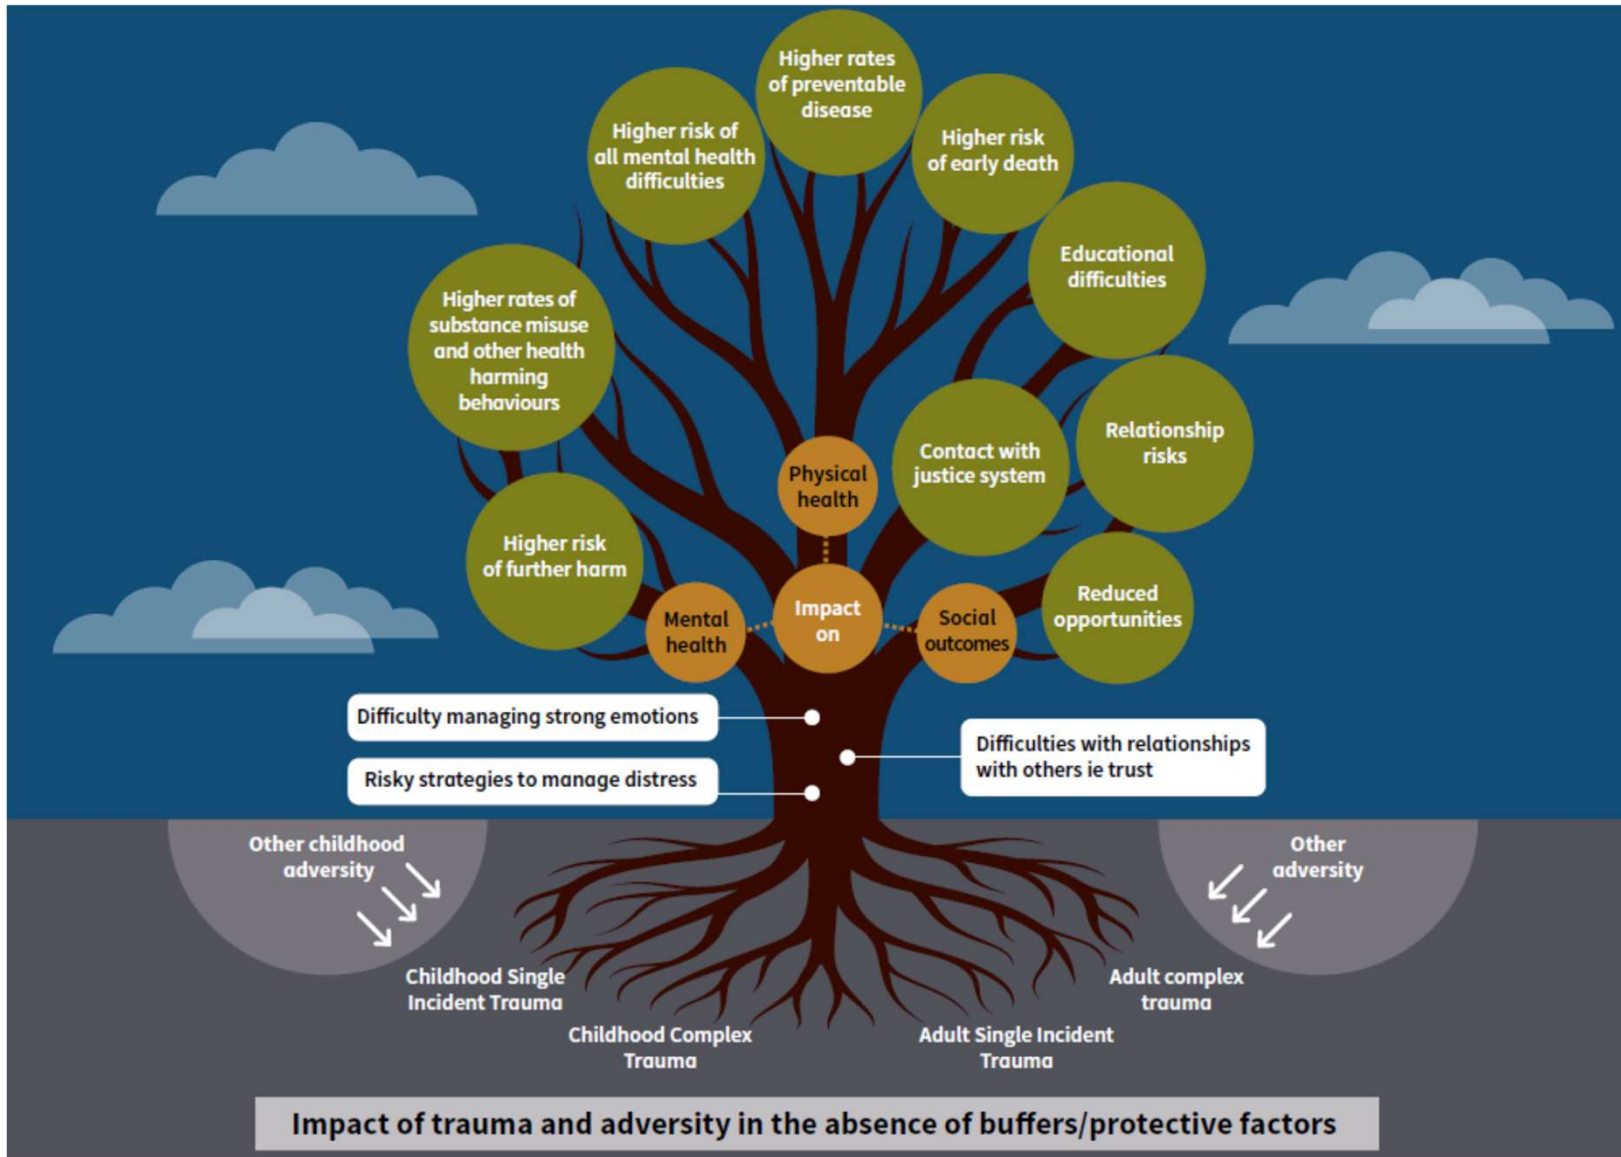 Higher rates
of preventable
disease
Higher risk of
all mental health
difficulties
Higher risk
of early death
Educational
difficulties
Higher rates of
substance misuse
and other health
harming
behaviours
Relationship
risks
Contact with
justice system
Physical
health
Higher risk
of further harm
Reduced
opportunities
Impact
on
Mental
health
Social
outcomes
Difficulty managing strong emotions
Difficulties with relationships
with others ie trust
Risky strategies to manage distress
Other childhood
adversity
Other
adversity
Childhood Single
Incident Trauma
Adult complex
trauma
Childhood Complex
Trauma
Adult Single Incident
Trauma
Impact of trauma and adversity in the absence of buffers/protective factors